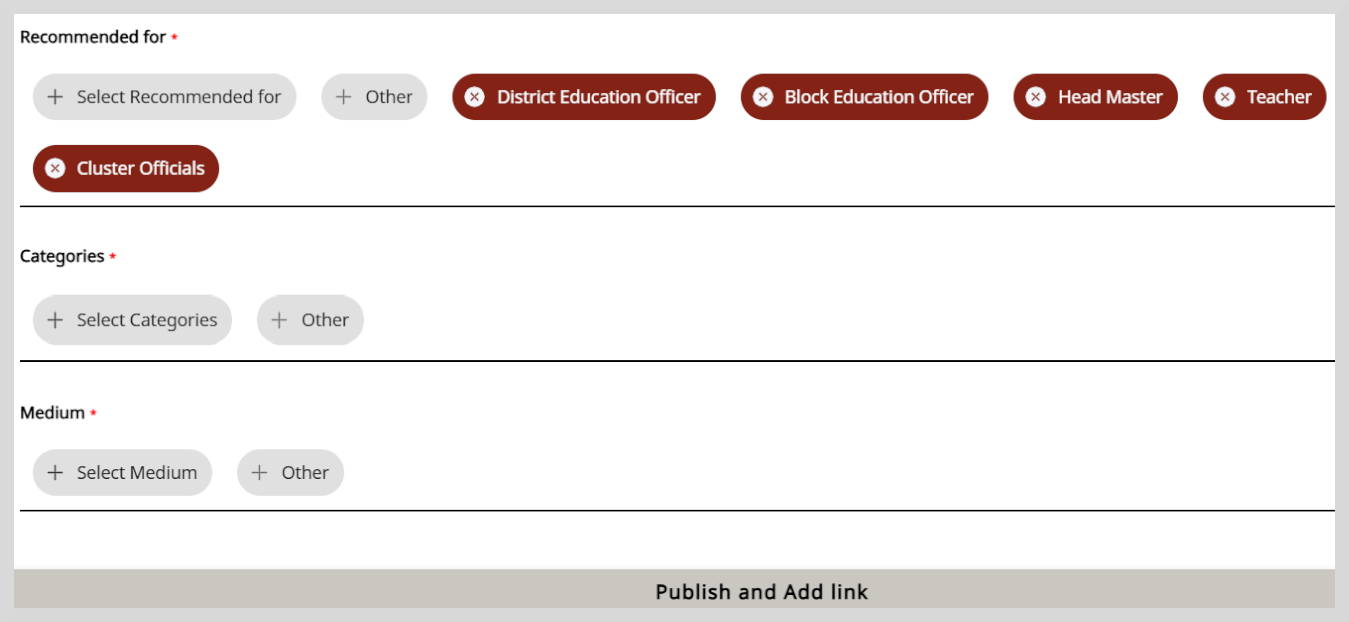 Recommended for *
+ Select Recommended for + Other District Education Officer Block Education Officer Head Master Teacher
Cluster Officials
Categories *
+ Select Categories + Other
Medium *
+ Select Medium + Other
Publish and Add link